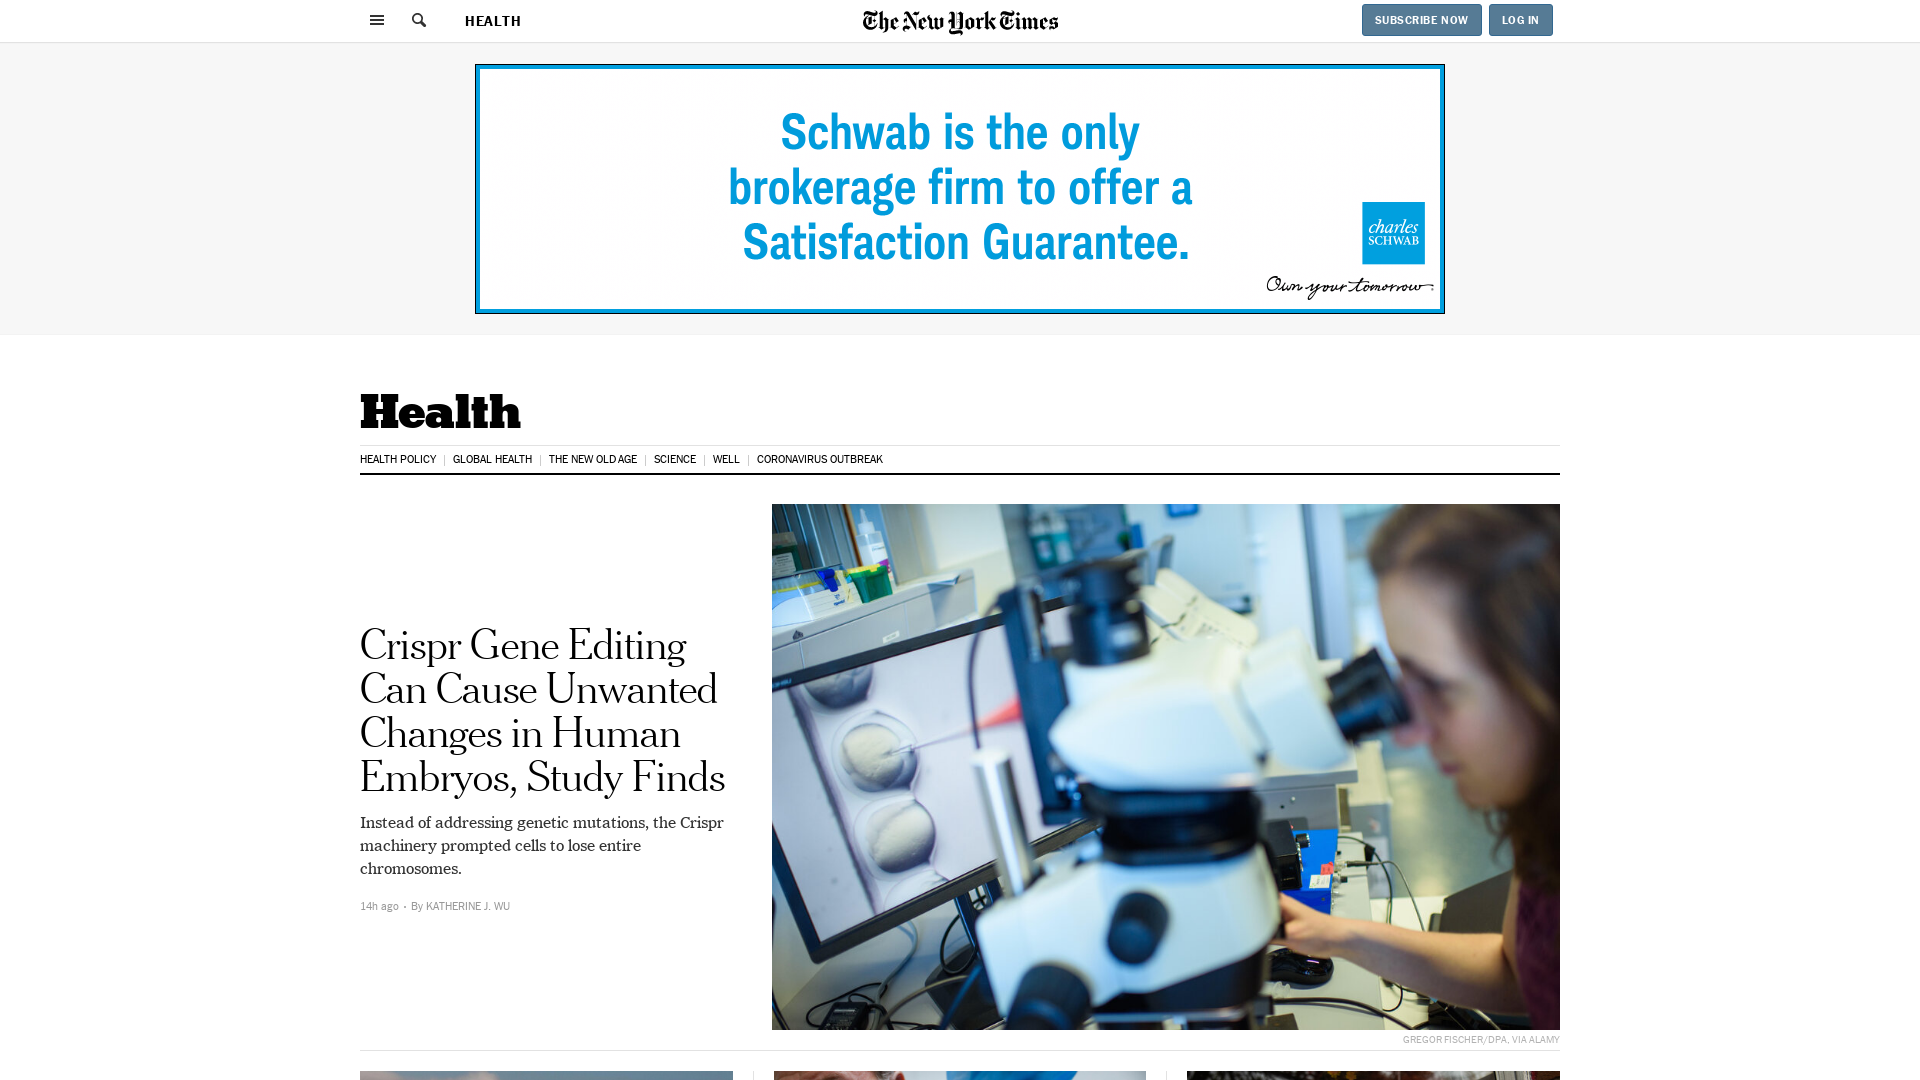 HEALTH
The New York Times
SUBSCRIBE NOW
LOG IN
Schwab is the only
brokerage firm to offer a
Satisfaction Guarantee.
charles
SCHWAB
Own your tomorrow
Health
HEALTH POLICY
GLOBAL HEALTH
THE NEW OLD AGE
SCIENCE
WELL
CORONAVIRUS OUTBREAK
Crispr Gene Editing
Can Cause Unwanted
Changes in Human
Embryos, Study Finds
Instead of addressing genetic mutations, the Crispr
machinery prompted cells to lose entire
chromosomes.
14h ago · By KATHERINE J. WU
GREGOR FISCHER/DPA, VIA ALAMY